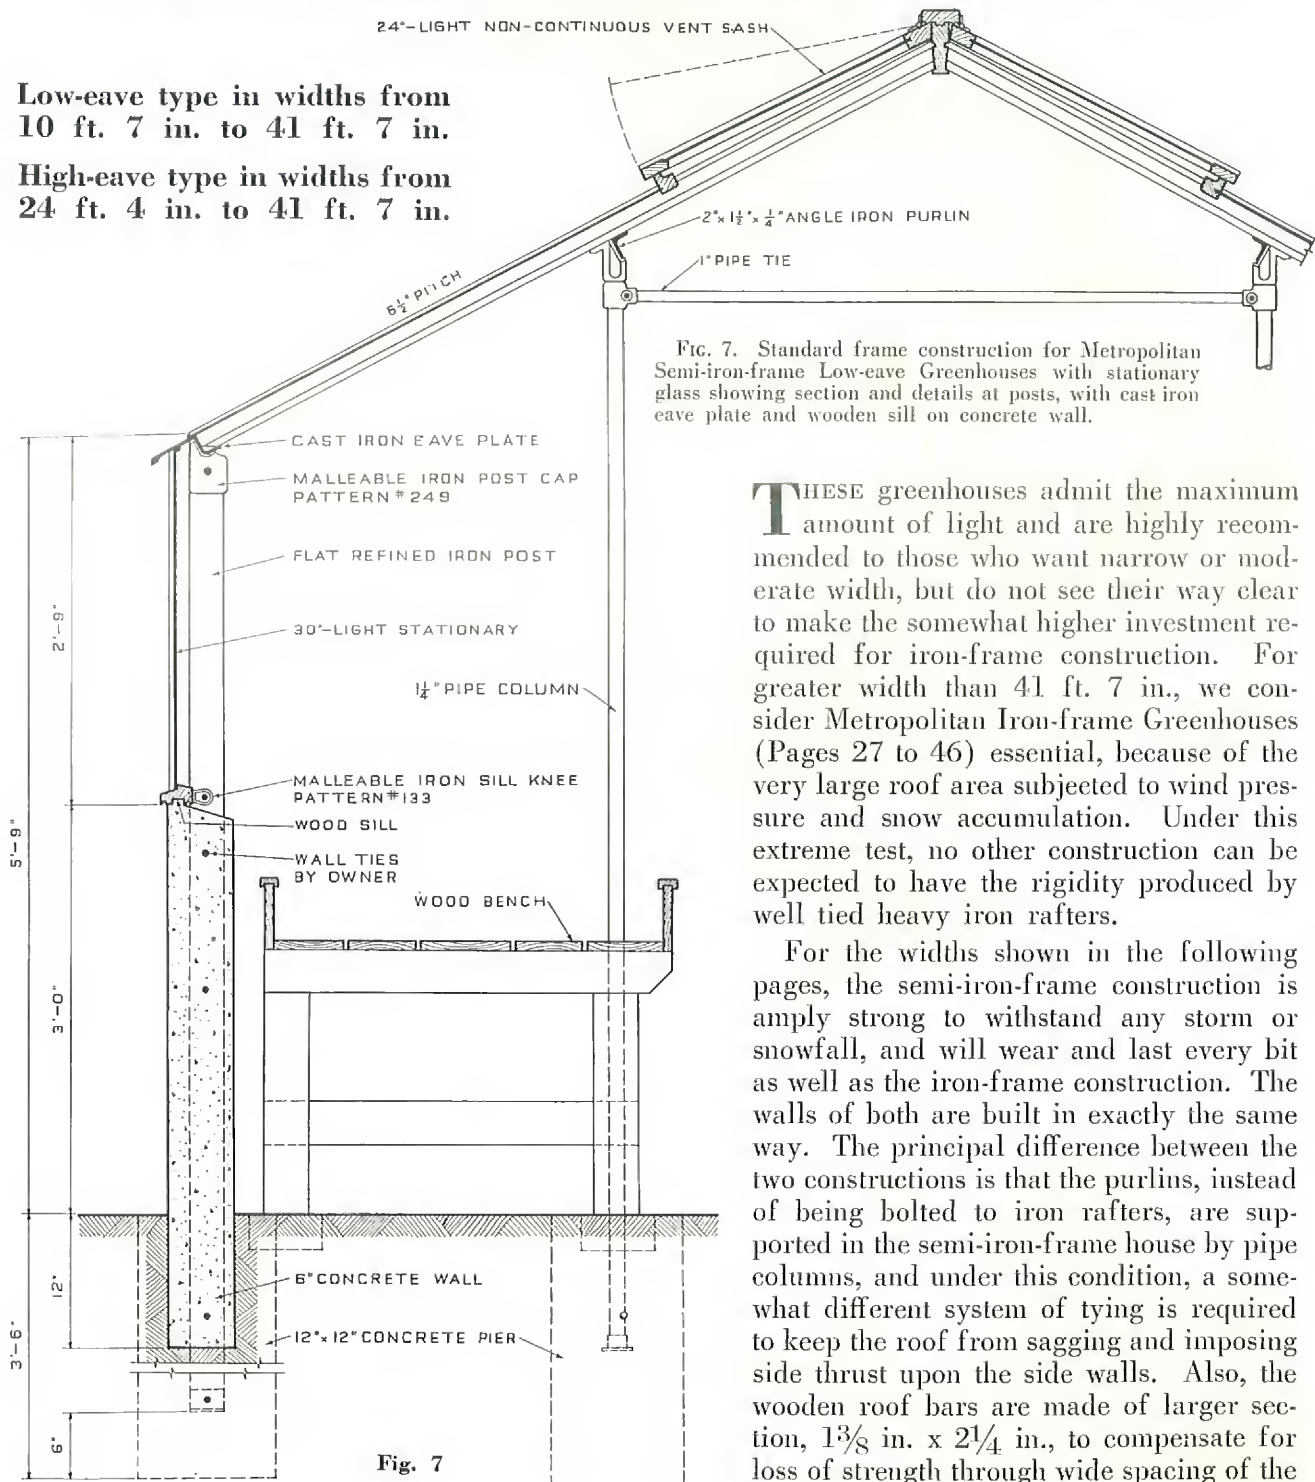 24"-LIGHT NON-CONTINUOUS VENT SASH
Low-eave type in widths from
10 ft. 7 in. to 41 ft. 7 in.
High-eave type in widths from
24 ft. 4 in. to 41 ft. 7 in.
2"x 1½"x ¼" ANGLE IRON PURLIN
1" PIPE TIE
6½" PITCH
FIG. 7. Standard frame construction for Metropolitan
Semi-iron-frame Low-eave Greenhouses with stationary
glass showing section and details at posts, with cast iron
eave plate and wooden sill on concrete wall.
CAST IRON EAVE PLATE
MALLEABLE IRON POST CAP
PATTERN #249
FLAT REFINED IRON POST
30"-LIGHT STATIONARY
1¼" PIPE COLUMN
MALLEABLE IRON SILL KNEE
PATTERN #133
WOOD SILL
WALL TIES
BY OWNER
WOOD BENCH
2'-9"
5'-9"
3'-0"
12"
3'-6"
6"
6" CONCRETE WALL
12"x 12" CONCRETE PIER
Fig. 7
THESE greenhouses admit the maximum
amount of light and are highly recom-
mended to those who want narrow or mod-
erate width, but do not see their way clear
to make the somewhat higher investment re-
quired for iron-frame construction. For
greater width than 41 ft. 7 in., we con-
sider Metropolitan Iron-frame Greenhouses
(Pages 27 to 46) essential, because of the
very large roof area subjected to wind pres-
sure and snow accumulation. Under this
extreme test, no other construction can be
expected to have the rigidity produced by
well tied heavy iron rafters.
For the widths shown in the following
pages, the semi-iron-frame construction is
amply strong to withstand any storm or
snowfall, and will wear and last every bit
as well as the iron-frame construction. The
walls of both are built in exactly the same
way. The principal difference between the
two constructions is that the purlins, instead
of being bolted to iron rafters, are sup-
ported in the semi-iron-frame house by pipe
columns, and under this condition, a some-
what different system of tying is required
to keep the roof from sagging and imposing
side thrust upon the side walls. Also, the
wooden roof bars are made of larger sec-
tion, 1⅜ in. x 2¼ in., to compensate for
loss of strength through wide spacing of the